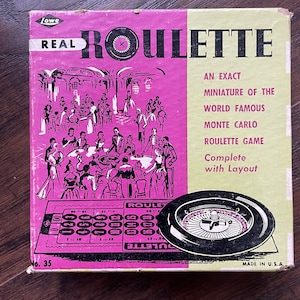 Lowe
REAL ROULETTE
AN EXACT
MINIATURE OF THE
WORLD FAMOUS
MONTE CARLO
ROULETTE GAME
Complete
with Layout
ROULETTE
ROULETTE
No. 35
MADE IN U.S.A.